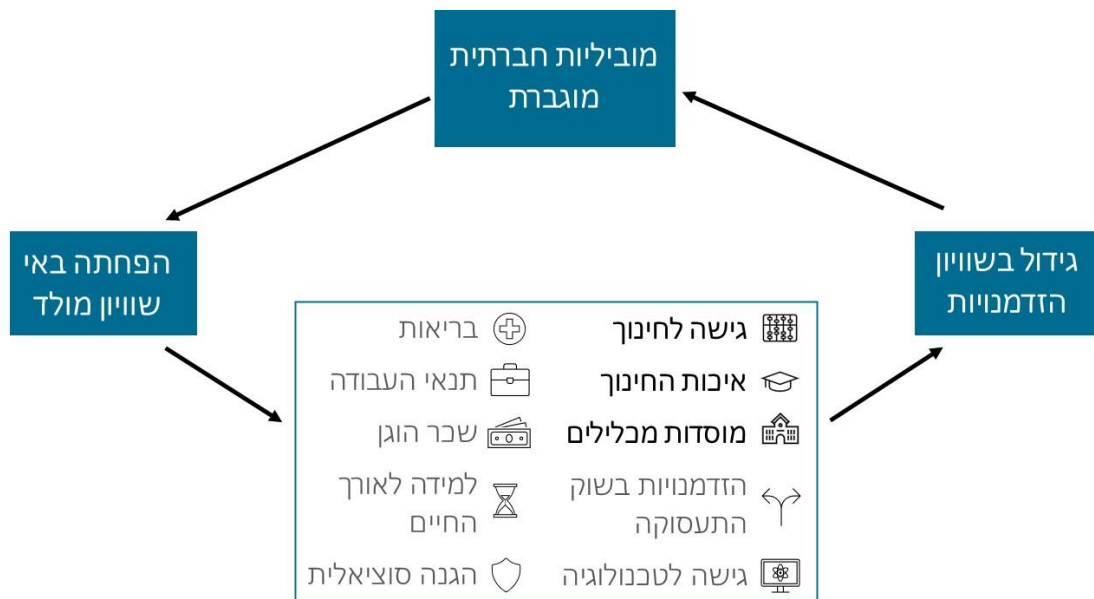 מוביליות חברתית
מוגברת
גידול בשוויון
הזדמנויות
הפחתה באי
שוויון מולד
גישה לחינוך
איכות החינוך
מוסדות מכלילים
הזדמנויות בשוק
התעסוקה
גישה לטכנולוגיה
בריאות
תנאי העבודה
שכר הוגן
למידה לאורך
החיים
הגנה סוציאלית